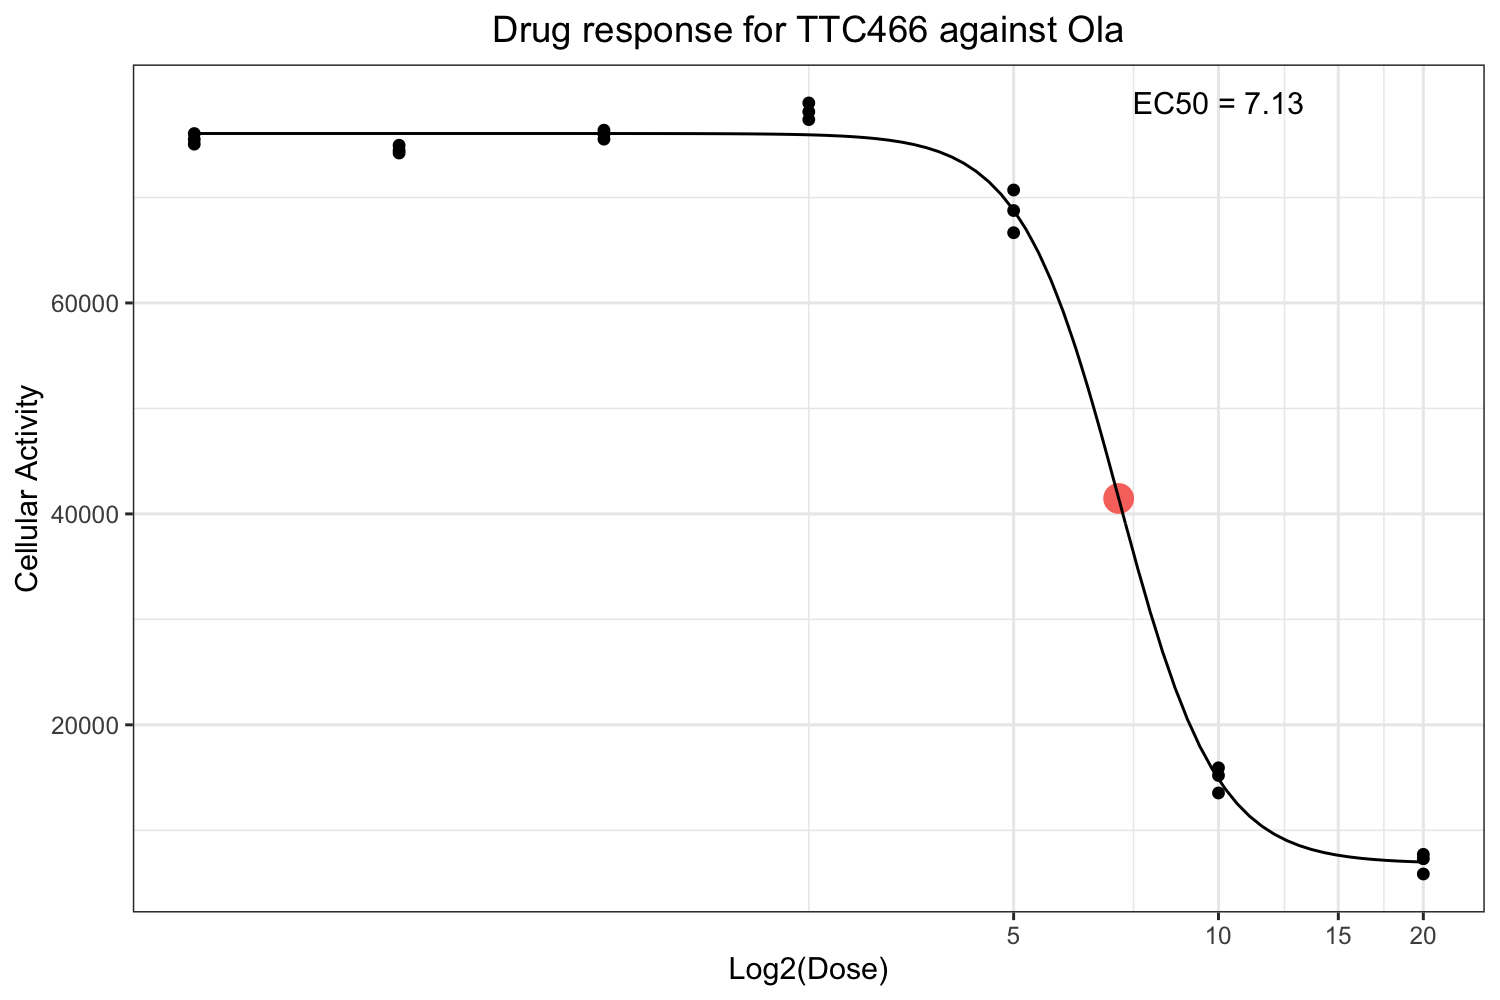 Drug response for TTC466 against Ola
EC50 = 7.13
Cellular Activity
60000
40000
20000
5 10 15 20
Log2(Dose)